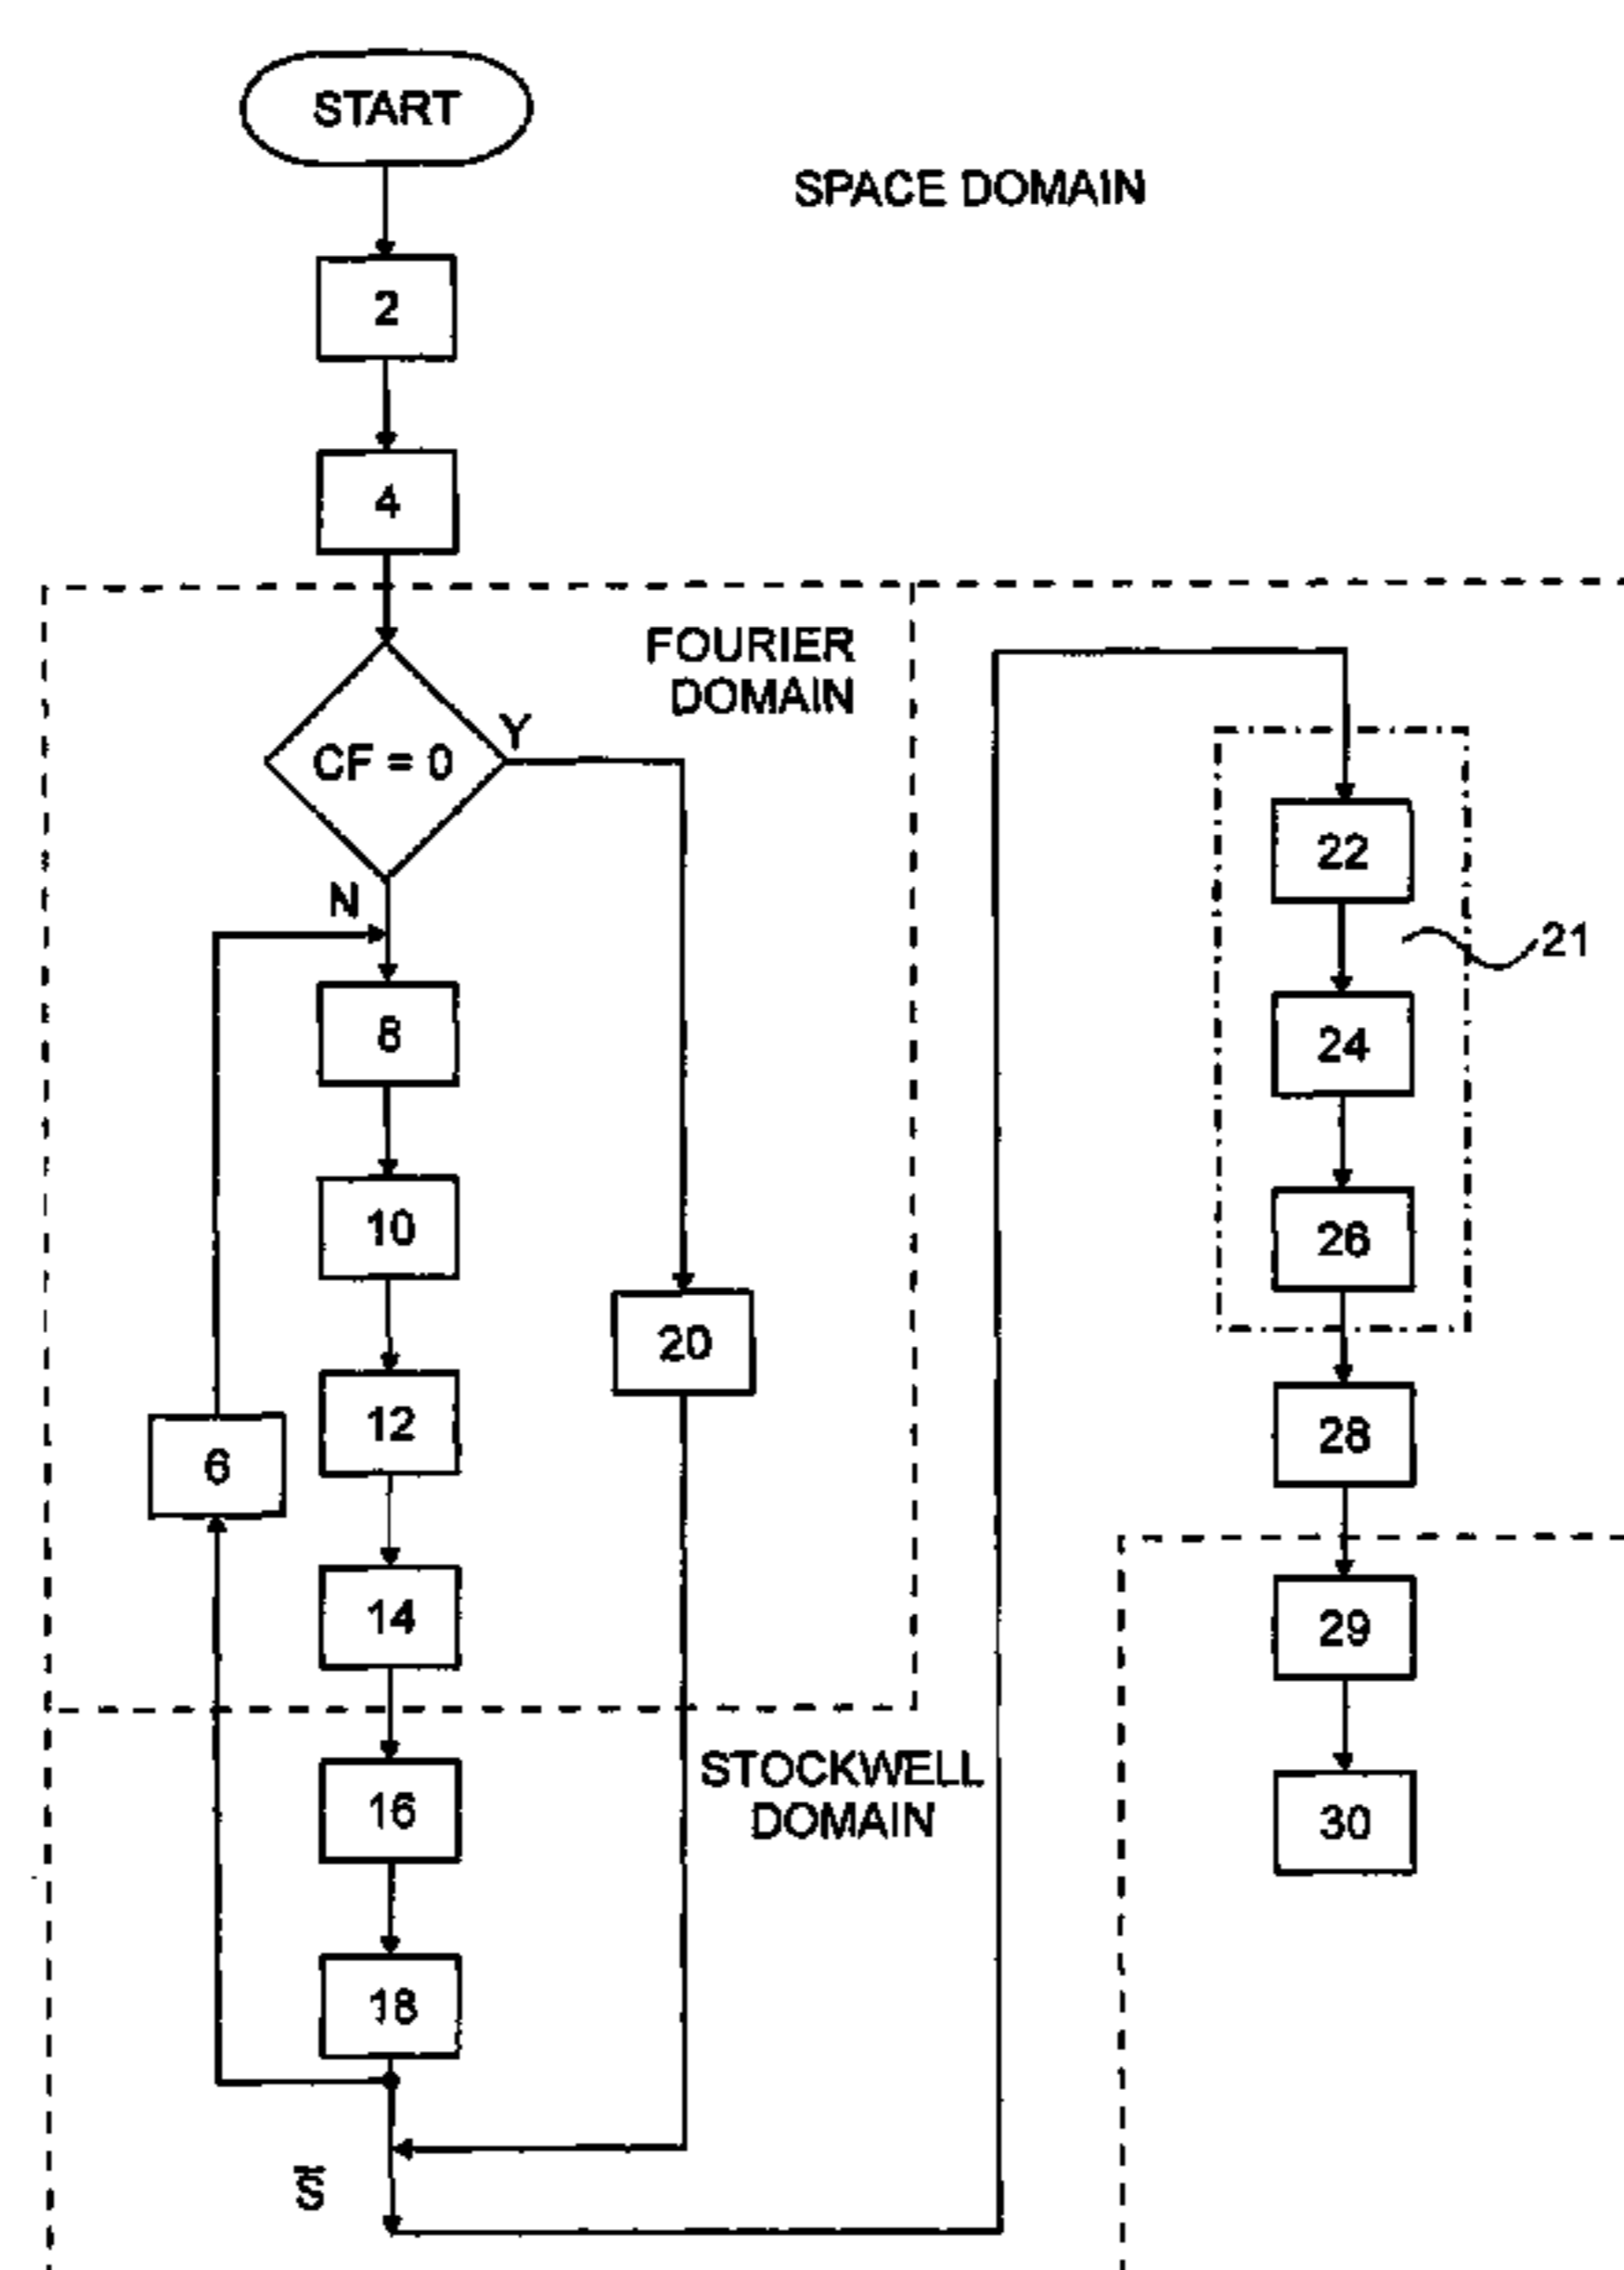 START
SPACE DOMAIN
2
4
FOURIER
DOMAIN
CF = 0
Y
N
8
10
12
6
14
20
STOCKWELL
DOMAIN
16
18
S̅
22
21
24
26
28
29
30